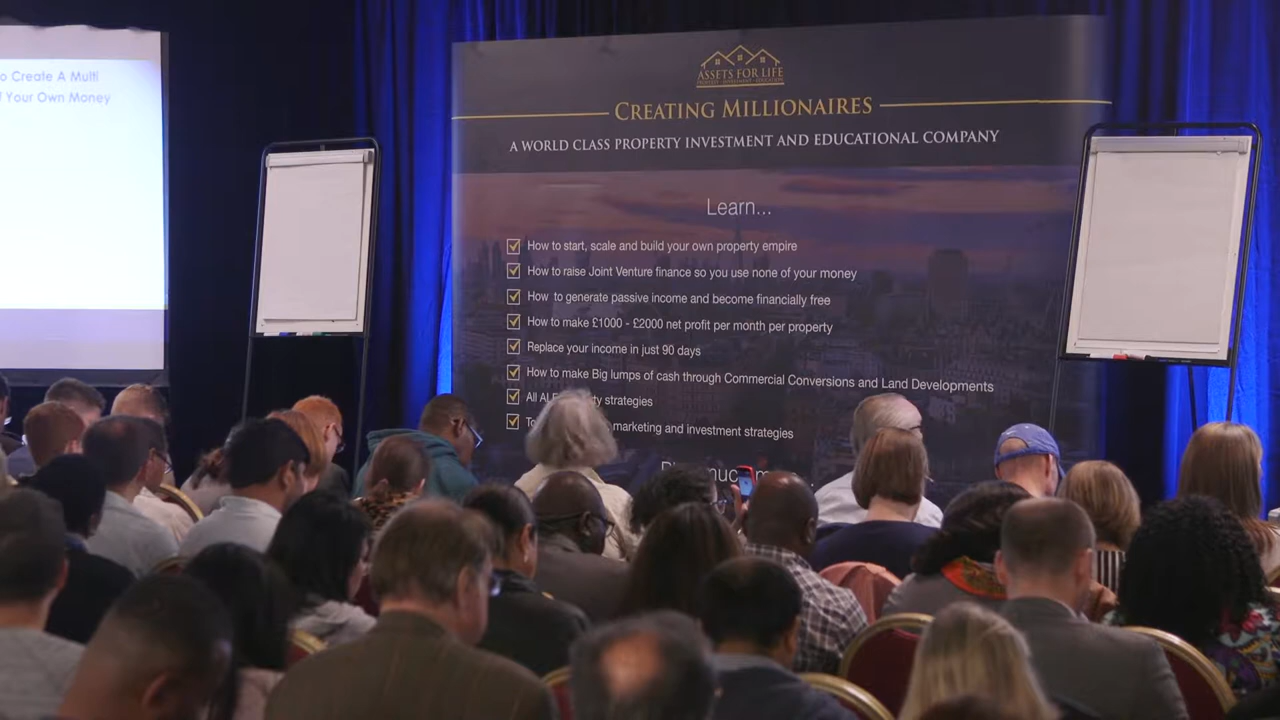 o Create A Multi
Your Own Money
ASSETS FOR LIFE
CREATING MILLIONAIRES
A WORLD CLASS PROPERTY INVESTMENT AND EDUCATIONAL COMPANY
Learn...
How to start, scale and build your own property empire
How to raise Joint Venture finance so you use none of your money
How to generate passive income and become financially free
How to make £1000 - £2000 net profit per month per property
Replace your income in just 90 days
How to make Big lumps of cash through Commercial Conversions and Land Developments
All strategies
marketing and investment strategies